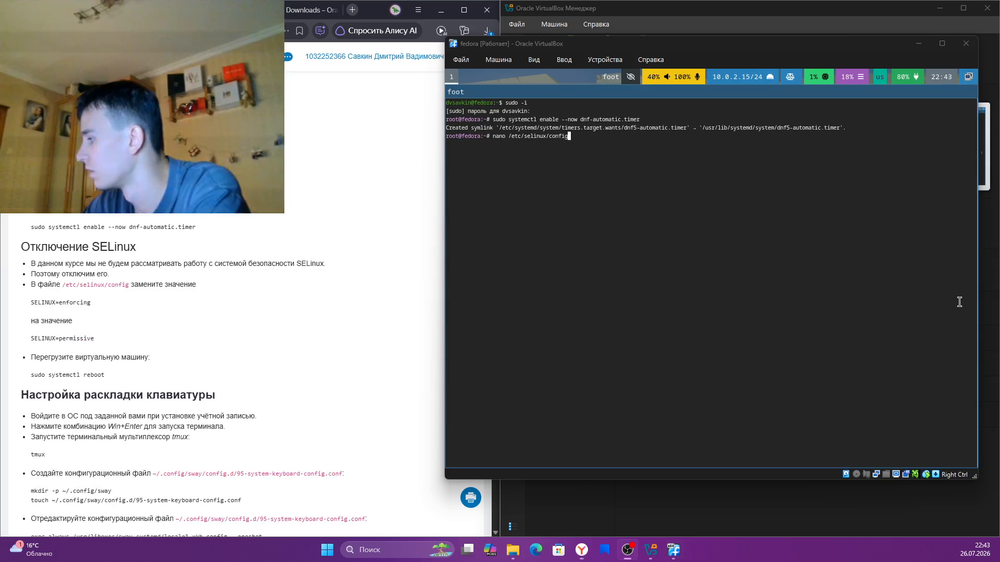 Downloads – Ora
Спросить Алису AI
1032252366 Савкин Дмитрий Вадимович
sudo systemctl enable --now dnf-automatic.timer
Отключение SELinux
• В данном курсе мы не будем рассматривать работу с системой безопасности SELinux.
• Поэтому отключим его.
• В файле /etc/selinux/config замените значение
SELINUX=enforcing
на значение
SELINUX=permissive
• Перегрузите виртуальную машину:
sudo systemctl reboot
Настройка раскладки клавиатуры
• Войдите в ОС под заданной вами при установке учётной записью.
• Нажмите комбинацию Win+Enter для запуска терминала.
• Запустите терминальный мультиплексор tmux:
tmux
• Создайте конфигурационный файл ~/.config/sway/config.d/95-system-keyboard-config.conf:
mkdir -p ~/.config/sway
touch ~/.config/sway/config.d/95-system-keyboard-config.conf
• Отредактируйте конфигурационный файл ~/.config/sway/config.d/95-system-keyboard-config.conf:
Oracle VirtualBox Менеджер
Файл Машина Справка
fedora [Работает] - Oracle VirtualBox
Файл Машина Вид Ввод Устройства Справка
1 foot 40% 100% 10.0.2.15/24 1% 18% us 80% 22:43
foot
dvsavkin@fedora:~$ sudo -i
[sudo] пароль для dvsavkin:
root@fedora:~# sudo systemctl enable --now dnf-automatic.timer
Created symlink '/etc/systemd/system/timers.target.wants/dnf5-automatic.timer' → '/usr/lib/systemd/system/dnf5-automatic.timer'.
root@fedora:~# nano /etc/selinux/config
Right Ctrl
1
16°C
Облачно
Поиск
M365
22:43
26.07.2026